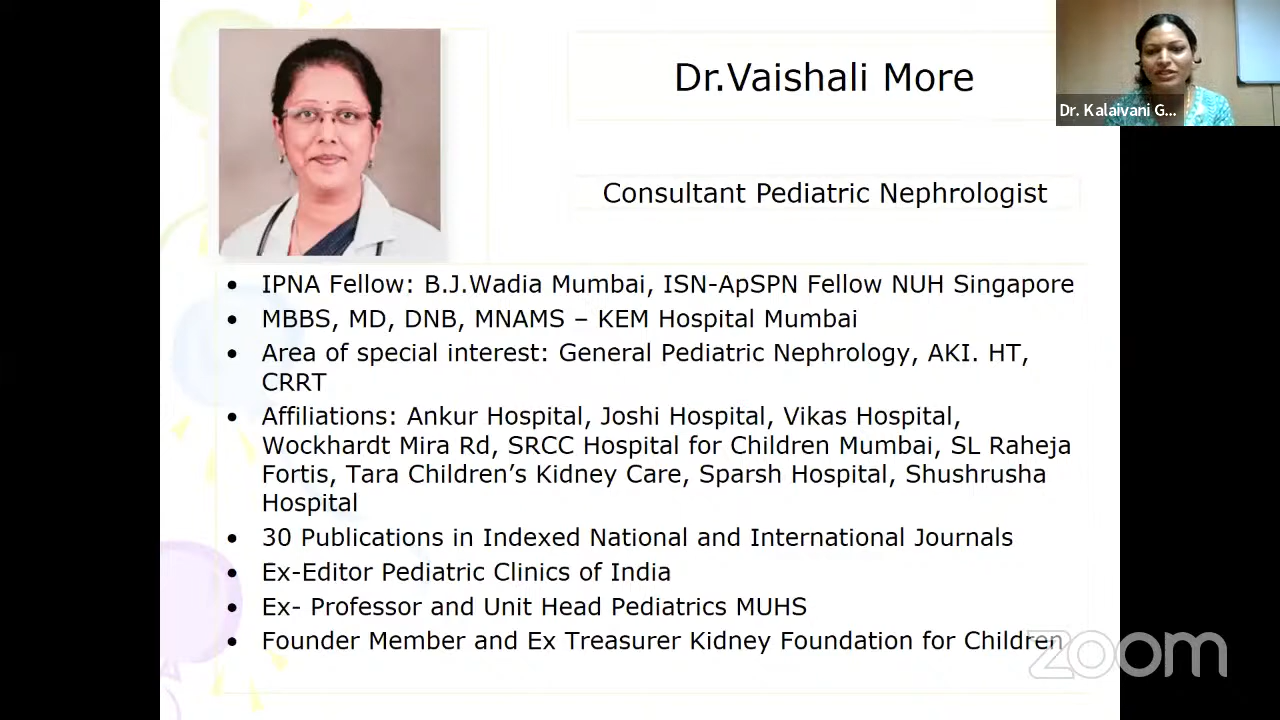 Dr.Vaishali More
Dr. Kalaivani G...
Consultant Pediatric Nephrologist
• IPNA Fellow: B.J.Wadia Mumbai, ISN-ApSPN Fellow NUH Singapore
• MBBS, MD, DNB, MNAMS – KEM Hospital Mumbai
• Area of special interest: General Pediatric Nephrology, AKI. HT,
CRRT
• Affiliations: Ankur Hospital, Joshi Hospital, Vikas Hospital,
Wockhardt Mira Rd, SRCC Hospital for Children Mumbai, SL Raheja
Fortis, Tara Children’s Kidney Care, Sparsh Hospital, Shushrusha
Hospital
• 30 Publications in Indexed National and International Journals
• Ex-Editor Pediatric Clinics of India
• Ex- Professor and Unit Head Pediatrics MUHS
• Founder Member and Ex Treasurer Kidney Foundation for Children
zoom